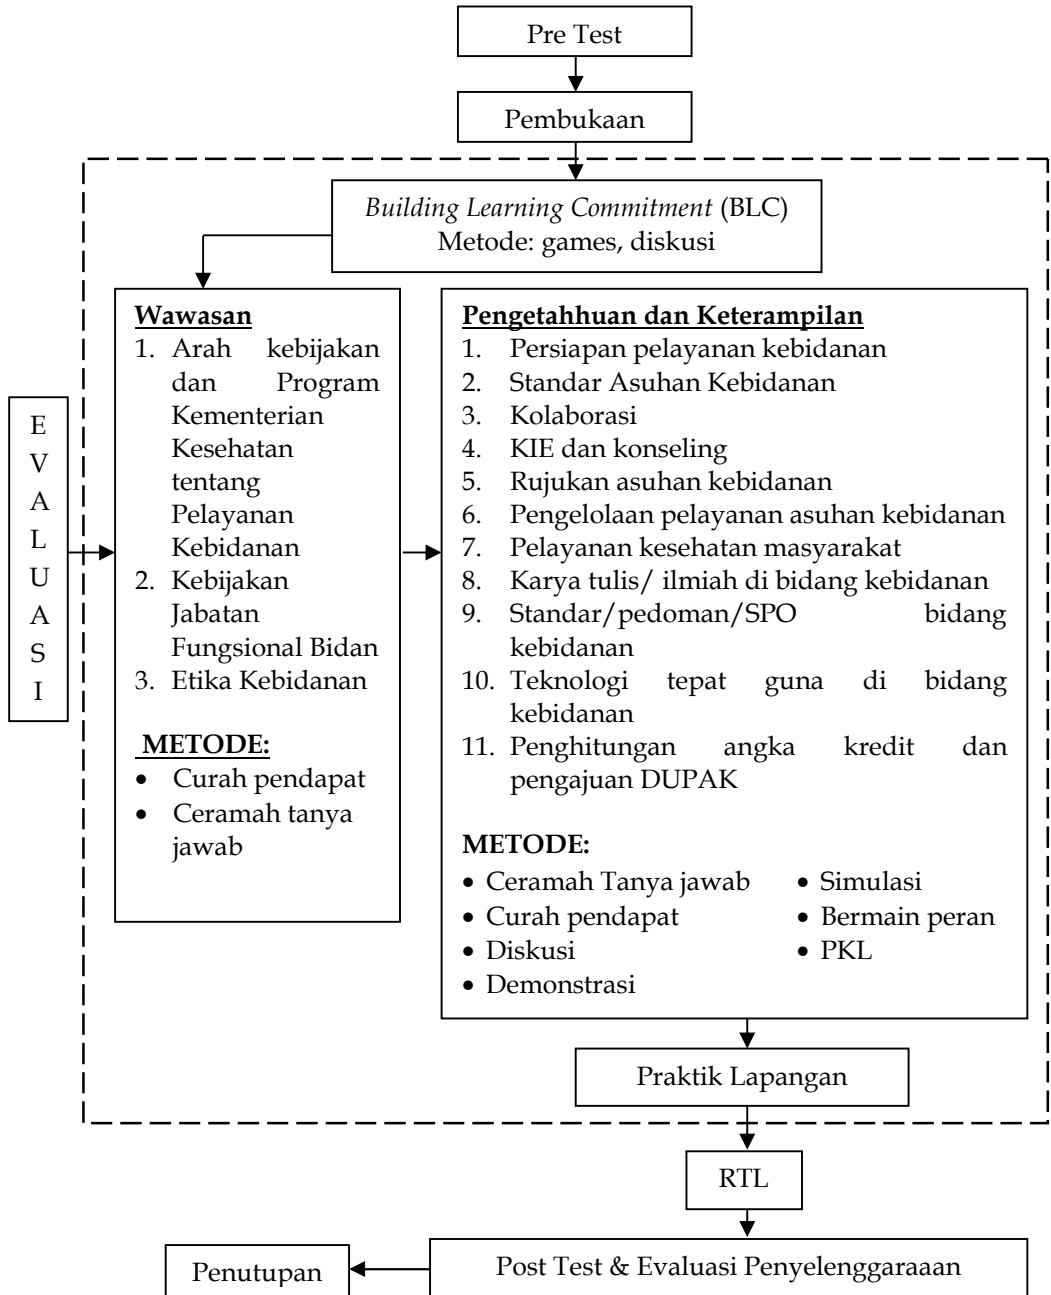 Pre Test
Pembukaan
Building Learning Commitment (BLC)
Metode: games, diskusi
E
V
A
L
U
A
S
I
Wawasan
1. Arah kebijakan
dan Program
Kementerian
Kesehatan
tentang
Pelayanan
Kebidanan
2. Kebijakan
Jabatan
Fungsional Bidan
3. Etika Kebidanan
METODE:
• Curah pendapat
• Ceramah tanya
jawab
Pengetahhuan dan Keterampilan
1. Persiapan pelayanan kebidanan
2. Standar Asuhan Kebidanan
3. Kolaborasi
4. KIE dan konseling
5. Rujukan asuhan kebidanan
6. Pengelolaan pelayanan asuhan kebidanan
7. Pelayanan kesehatan masyarakat
8. Karya tulis/ ilmiah di bidang kebidanan
9. Standar/pedoman/SPO bidang
kebidanan
10. Teknologi tepat guna di bidang
kebidanan
11. Penghitungan angka kredit dan
pengajuan DUPAK
METODE:
• Ceramah Tanya jawab
• Curah pendapat
• Diskusi
• Demonstrasi
• Simulasi
• Bermain peran
• PKL
Praktik Lapangan
RTL
Post Test & Evaluasi Penyelenggaraaan
Penutupan